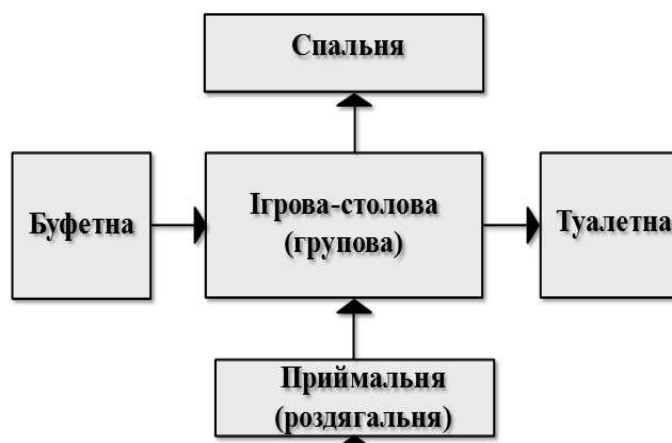 Спальня
Буфетна
Ігрова-столова
(групова)
Туалетна
Приймальня
(роздягальня)